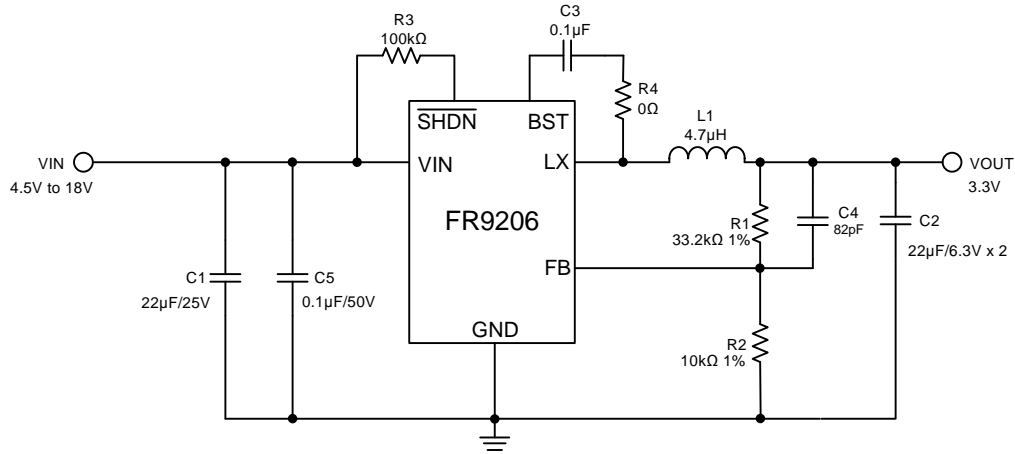 R3
100kΩ
C3
0.1μF
R4
0Ω
SHDN
BST
L1
4.7μH
VIN
4.5V to 18V
VIN
LX
VOUT
3.3V
FR9206
R1
33.2kΩ 1%
C4
82pF
C2
22μF/6.3V x 2
FB
C1
22μF/25V
C5
0.1μF/50V
GND
R2
10kΩ 1%